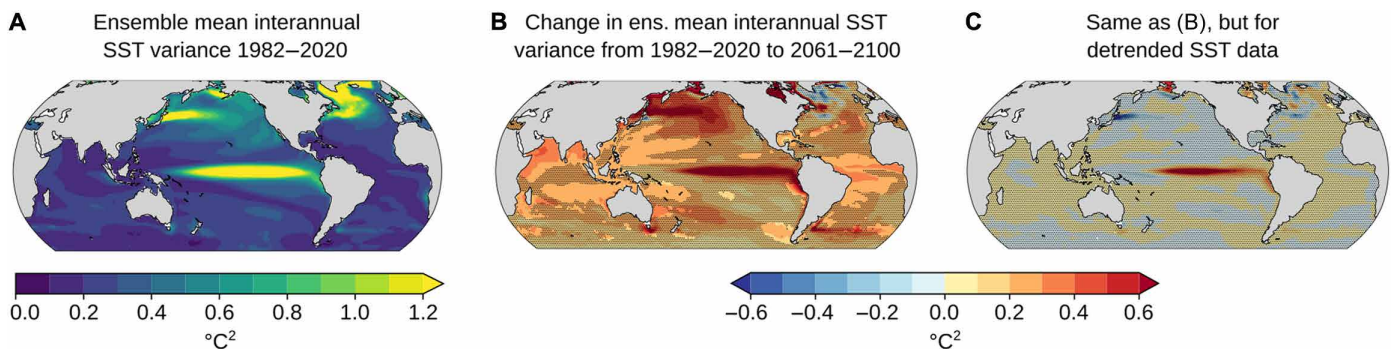 A
Ensemble mean interannual
SST variance 1982–2020
B
Change in ens. mean interannual SST
variance from 1982–2020 to 2061–2100
C
Same as (B), but for
detrended SST data
0.0 0.2 0.4 0.6 0.8 1.0 1.2
°C²
−0.6 −0.4 −0.2 0.0 0.2 0.4 0.6
°C²